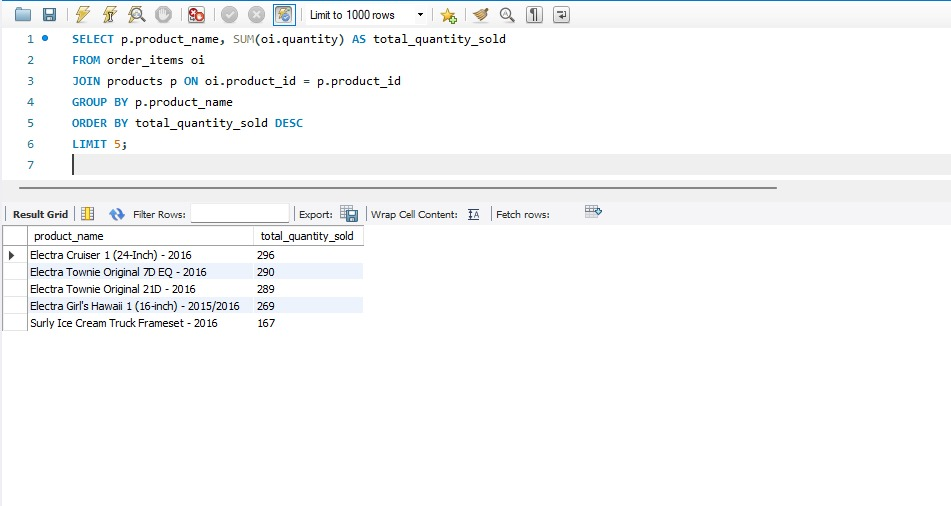 Limit to 1000 rows
1 SELECT p.product_name, SUM(oi.quantity) AS total_quantity_sold
2 FROM order_items oi
3 JOIN products p ON oi.product_id = p.product_id
4 GROUP BY p.product_name
5 ORDER BY total_quantity_sold DESC
6 LIMIT 5;
7
Result Grid Filter Rows: Export: Wrap Cell Content: Fetch rows:
product_name total_quantity_sold
Electra Cruiser 1 (24-Inch) - 2016 296
Electra Townie Original 7D EQ - 2016 290
Electra Townie Original 21D - 2016 289
Electra Girl's Hawaii 1 (16-inch) - 2015/2016 269
Surly Ice Cream Truck Frameset - 2016 167